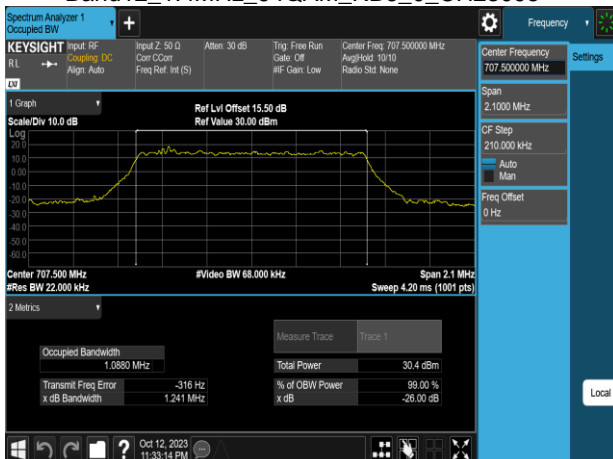 Spectrum Analyzer 1
Occupied BW
Frequency
KEYSIGHT
Input: RF
Coupling: DC
Align: Auto
Input Z: 50 Ω
Corr CCorr
Freq Ref: Int (S)
Atten: 30 dB
Trig: Free Run
Gate: Off
#IF Gain: Low
Center Freq: 707.500000 MHz
Avg|Hold: 10/10
Radio Std: None
RL
LXI
Center Frequency
707.500000 MHz
Settings
Span
2.1000 MHz
CF Step
210.000 kHz
Auto
Man
Freq Offset
0 Hz
Local
1 Graph
Scale/Div 10.0 dB
Ref Lvl Offset 15.50 dB
Ref Value 30.00 dBm
Log
20.0
10.0
0.00
-10.0
-20.0
-30.0
-40.0
-50.0
-60.0
Center 707.500 MHz
#Video BW 68.000 kHz
Span 2.1 MHz
#Res BW 22.000 kHz
Sweep 4.20 ms (1001 pts)
2 Metrics
Measure Trace
Trace 1
Occupied Bandwidth
1.0880 MHz
Total Power
30.4 dBm
Transmit Freq Error
-316 Hz
% of OBW Power
99.00 %
x dB Bandwidth
1.241 MHz
x dB
-26.00 dB
Oct 12, 2023
11:33:14 PM